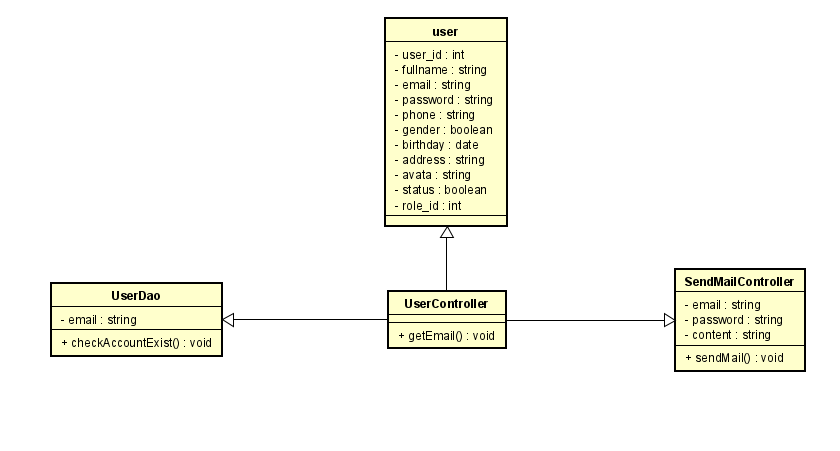 user
- user_id : int
- fullname : string
- email : string
- password : string
- phone : string
- gender : boolean
- birthday : date
- address : string
- avata : string
- status : boolean
- role_id : int
UserDao
- email : string
+ checkAccountExist() : void
UserController
+ getEmail() : void
SendMailController
- email : string
- password : string
- content : string
+ sendMail() : void